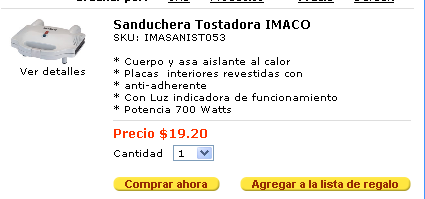 Sanduchera Tostadora IMACO
SKU: IMASANIST053
Ver detalles
* Cuerpo y asa aislante al calor
* Placas interiores revestidas con
* anti-adherente
* Con Luz indicadora de funcionamiento
* Potencia 700 Watts
Precio $19.20
Cantidad 1
Comprar ahora
Agregar a la lista de regalo